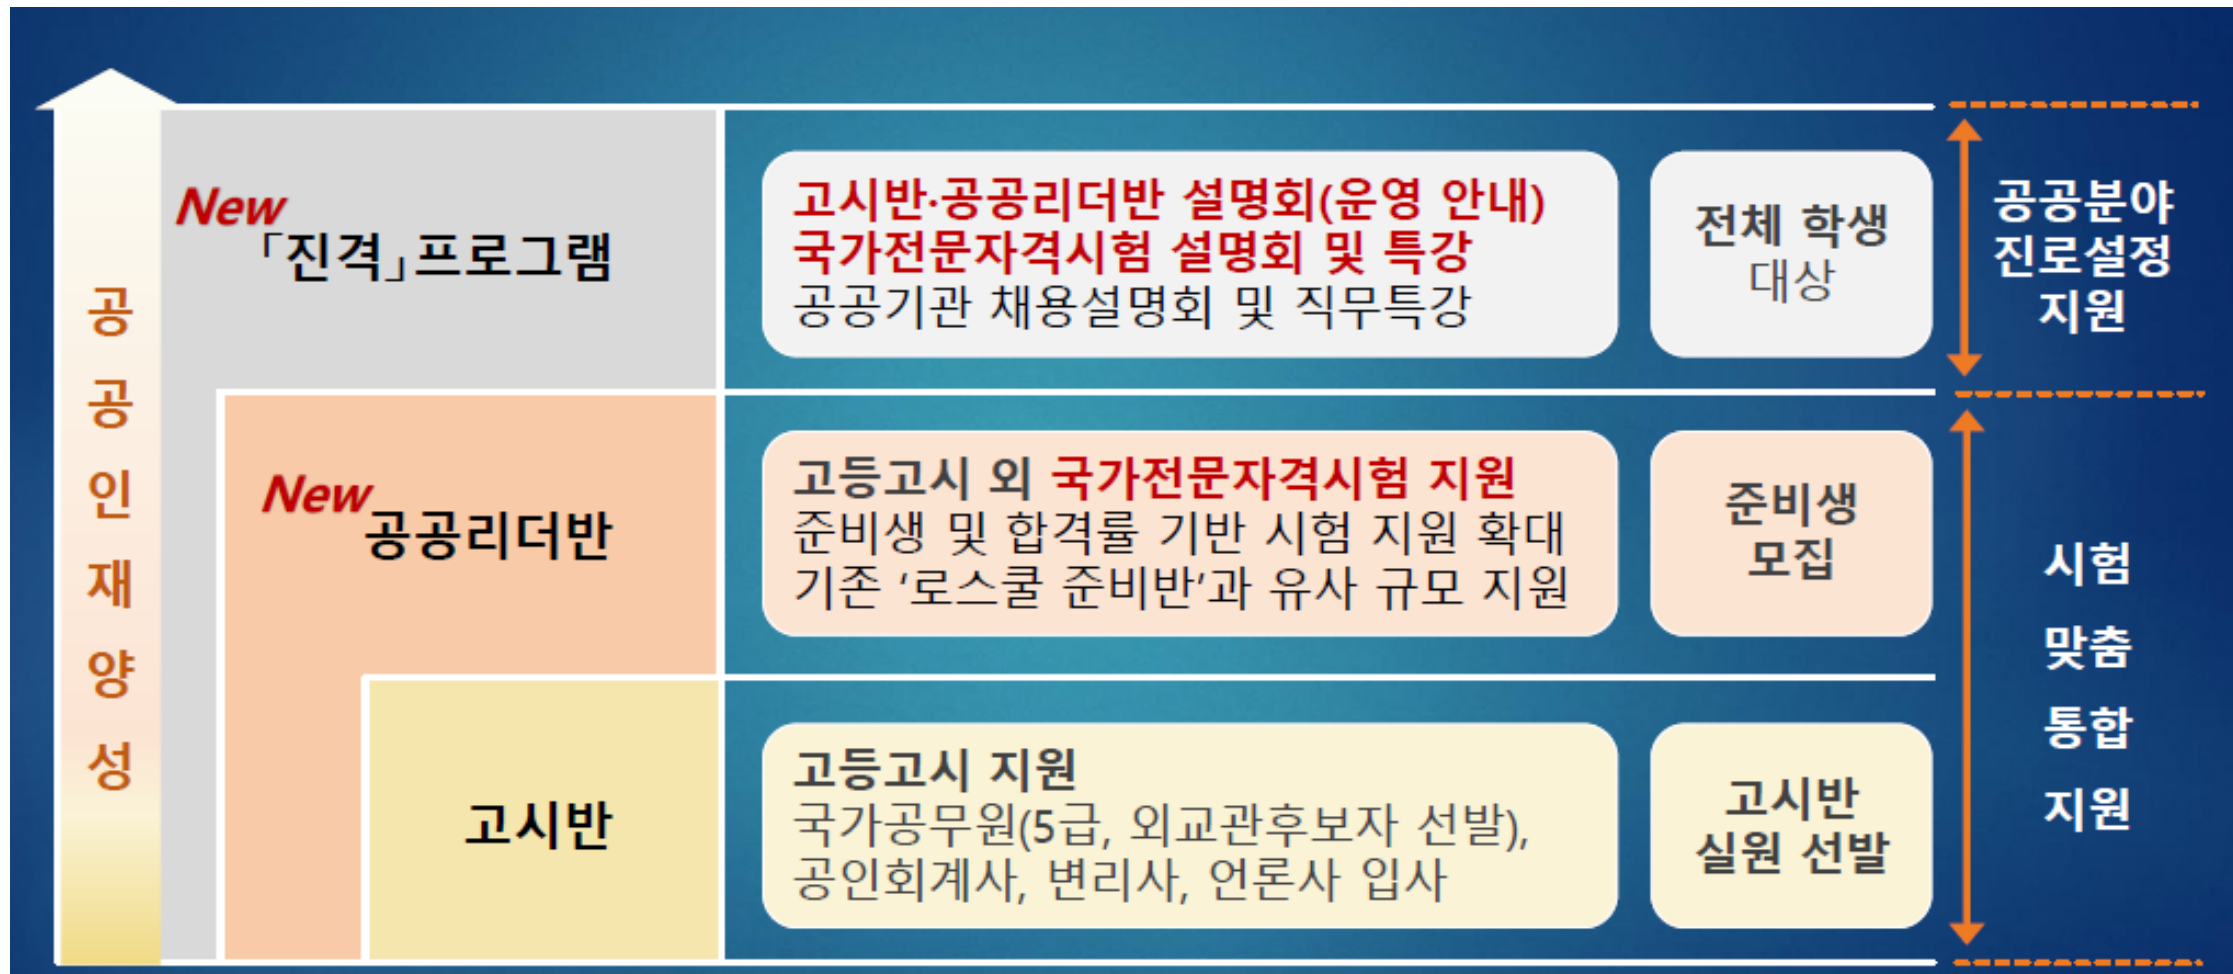 공
공
인
재
양
성
New
「진격」프로그램
고시반·공공리더반 설명회(운영 안내)
국가전문자격시험 설명회 및 특강
공공기관 채용설명회 및 직무특강
전체 학생
대상
공공분야
진로설정
지원
New
공공리더반
고등고시 외 국가전문자격시험 지원
준비생 및 합격률 기반 시험 지원 확대
기존 ‘로스쿨 준비반’과 유사 규모 지원
준비생
모집
고시반
고등고시 지원
국가공무원(5급, 외교관후보자 선발),
공인회계사, 변리사, 언론사 입사
고시반
실원 선발
시험
맞춤
통합
지원